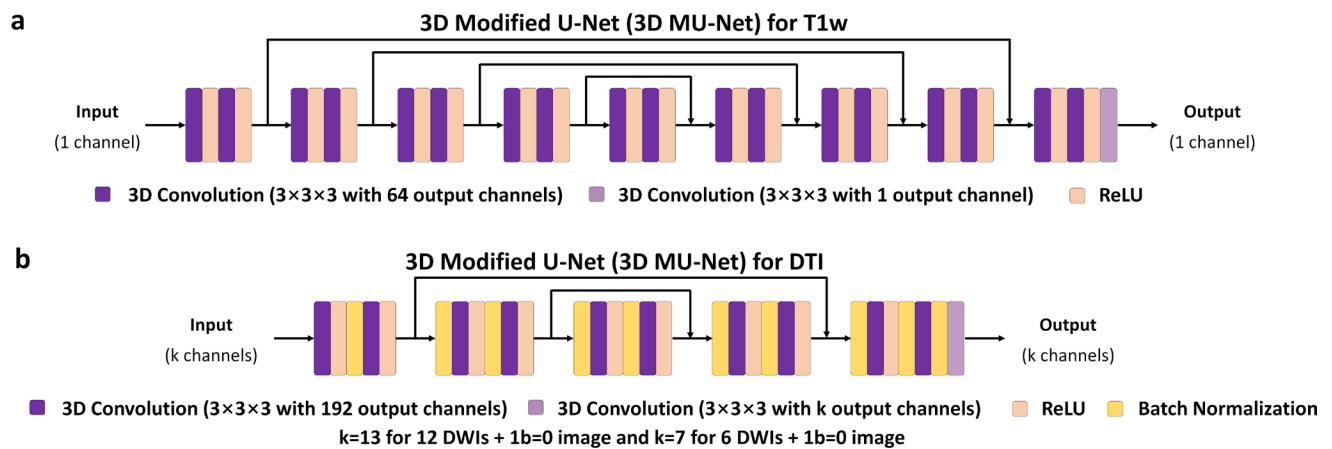 a
3D Modified U-Net (3D MU-Net) for T1w
Input
(1 channel)
Output
(1 channel)
3D Convolution (3×3×3 with 64 output channels)
3D Convolution (3×3×3 with 1 output channel)
ReLU
b
3D Modified U-Net (3D MU-Net) for DTI
Input
(k channels)
Output
(k channels)
3D Convolution (3×3×3 with 192 output channels)
3D Convolution (3×3×3 with k output channels)
ReLU
Batch Normalization
k=13 for 12 DWIs + 1b=0 image and k=7 for 6 DWIs + 1b=0 image